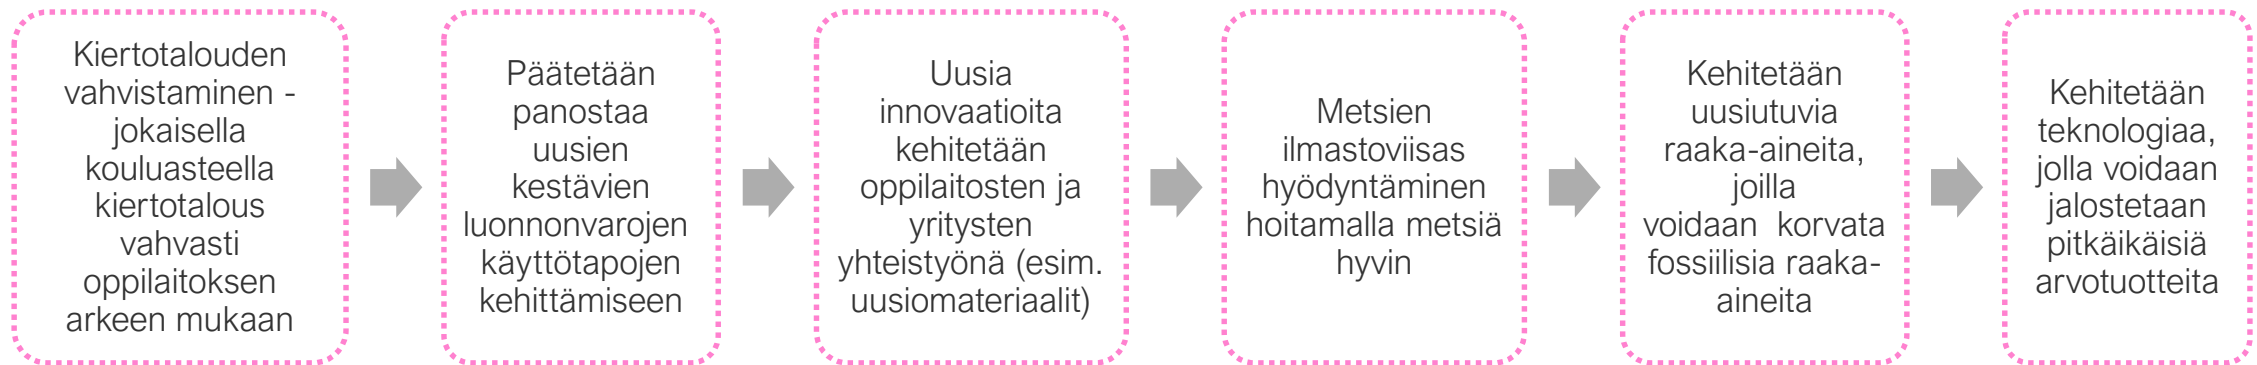 Kiertotalouden
vahvistaminen -
jokaisella
kouluasteella
kiertotalous
vahvasti
oppilaitoksen
arkeen mukaan
Päätetään
panostaa
uusien
kestävien
luonnonvarojen
käyttötapojen
kehittämiseen
Uusia
innovaatioita
kehitetään
oppilaitosten ja
yritysten
yhteistyönä (esim.
uusiomateriaalit)
Metsien
ilmastoviisas
hyödyntäminen
hoitamalla metsiä
hyvin
Kehitetään
uusiutuvia
raaka-aineita,
joilla
voidaan  korvata
fossiilisia raaka-
aineita
Kehitetään
teknologiaa,
jolla voidaan
jalostetaan
pitkäikäisiä
arvotuotteita